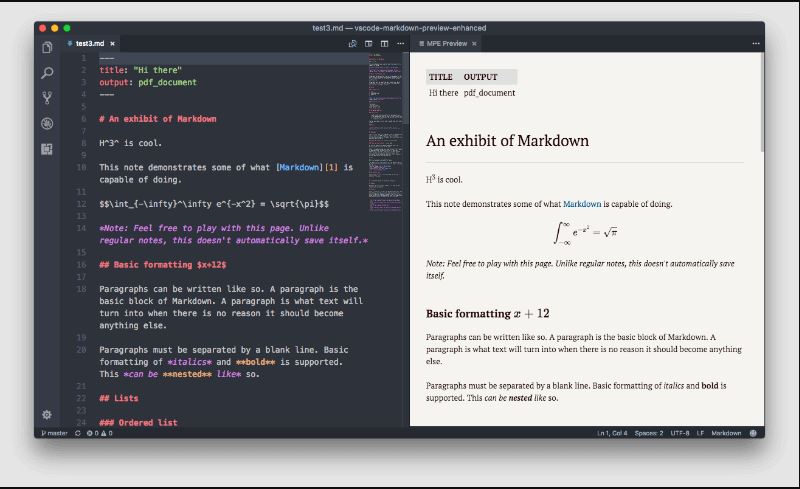 test3.md — vscode-markdown-preview-enhanced
test3.md ×
MPE Preview ×
1 ---
2 title: "Hi there"
3 output: pdf_document
4 ---
5
6 # An exhibit of Markdown
7
8 H^3^ is cool.
9
10 This note demonstrates some of what [Markdown][1] is
capable of doing.
11
12 $$\int_{-\infty}^\infty e^{-x^2} = \sqrt{\pi}$$
13
14 *Note: Feel free to play with this page. Unlike
regular notes, this doesn't automatically save itself.*
15
16 ## Basic formatting $x+12$
17
18 Paragraphs can be written like so. A paragraph is the
basic block of Markdown. A paragraph is what text will
turn into when there is no reason it should become
anything else.
19
20 Paragraphs must be separated by a blank line. Basic
formatting of *italics* and **bold** is supported.
This *can be **nested** like* so.
21
22 ## Lists
23
24 ### Ordered list
TITLE OUTPUT
Hi there pdf_document
An exhibit of Markdown
H³ is cool.
This note demonstrates some of what Markdown is capable of doing.
∫_{-∞}^{∞} e^{-x²} = √π
Note: Feel free to play with this page. Unlike regular notes, this doesn't automatically save
itself.
Basic formatting x + 12
Paragraphs can be written like so. A paragraph is the basic block of Markdown. A
paragraph is what text will turn into when there is no reason it should become anything
else.
Paragraphs must be separated by a blank line. Basic formatting of italics and bold is
supported. This can be nested like so.
master 0 0
Ln 1, Col 4 Spaces: 2 UTF-8 LF Markdown